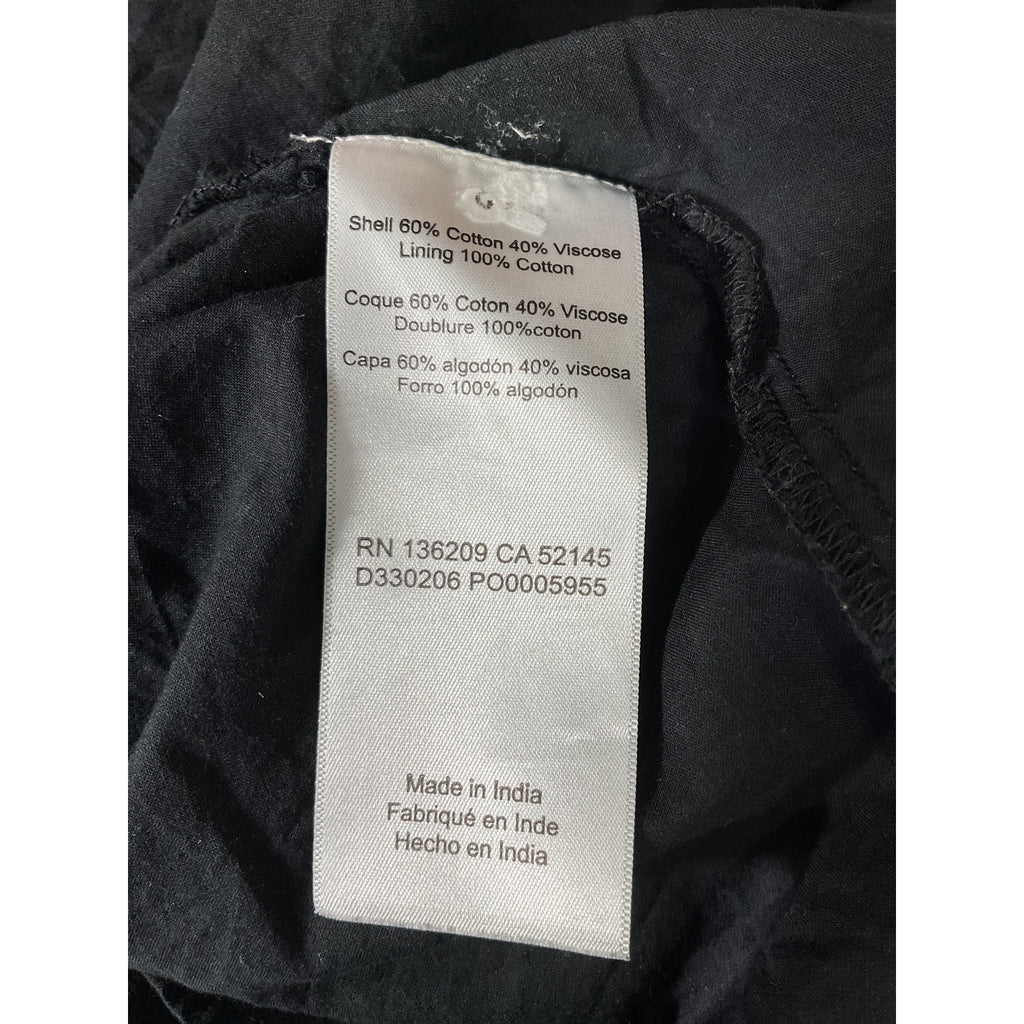 Shell 60% Cotton 40% Viscose
Lining 100% Cotton
Coque 60% Coton 40% Viscose
Doublure 100%coton
Capa 60% algodón 40% viscosa
Forro 100% algodón
RN 136209 CA 52145
D330206 PO0005955
Made in India
Fabriqué en Inde
Hecho en India